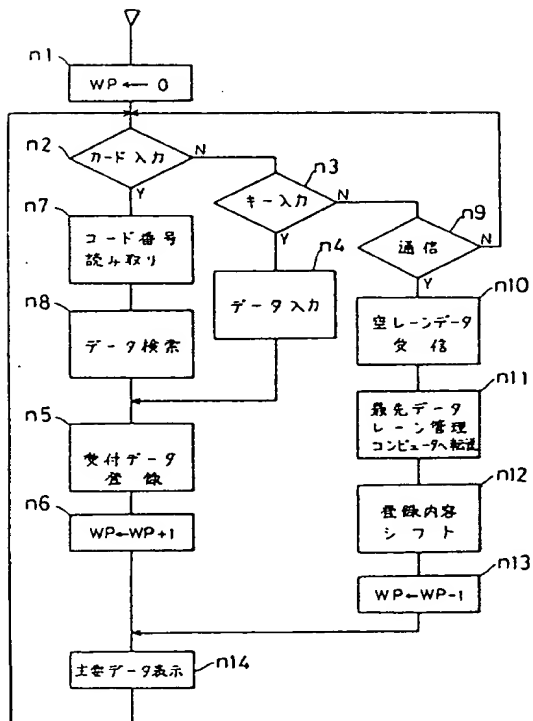 n1
WP ← 0
n2
カード入力
N
Y
n3
キー入力
N
Y
n9
通信
N
Y
n7
コード番号
読み取り
n4
データ入力
n10
空レーンデータ
受信
n8
データ検索
n11
最先データ
レーン管理
コンピュータへ転送
n5
受付データ
登録
n12
登録内容
シフト
n6
WP←WP+1
n13
WP←WP-1
n14
主要データ表示